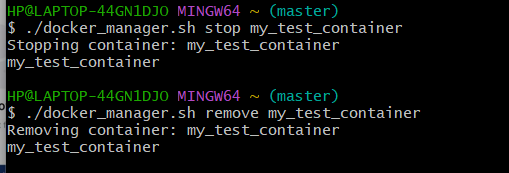 HP@LAPTOP-44GN1DJO MINGW64 ~ (master)
$ ./docker_manager.sh stop my_test_container
Stopping container: my_test_container
my_test_container
HP@LAPTOP-44GN1DJO MINGW64 ~ (master)
$ ./docker_manager.sh remove my_test_container
Removing container: my_test_container
my_test_container